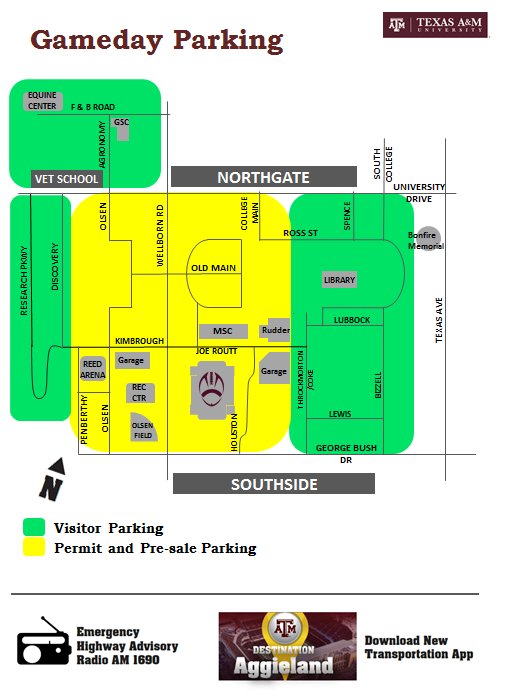 Gameday Parking
TEXAS A&M
UNIVERSITY
EQUINE
CENTER
F & B ROAD
GSC
AGRONOMY
VET SCHOOL
NORTHGATE
SOUTH
COLLEGE
UNIVERSITY
DRIVE
OLSEN
WELLBORN RD
COLLEGE
MAIN
SPENCE
ROSS ST
Bonfire
Memorial
RESEARCH PKWY
DISCOVERY
OLD MAIN
LIBRARY
TEXAS AVE
LUBBOCK
MSC
Rudder
KIMBROUGH
JOE ROUTT
REED
ARENA
Garage
Garage
THROCKMORTON
/COKE
BIZZELL
REC
CTR
PENBERTHY
OLSEN
OLSEN
FIELD
HOUSTON
LEWIS
GEORGE BUSH
DR
N
SOUTHSIDE
Visitor Parking
Permit and Pre-sale Parking
Emergency
Highway Advisory
Radio AM 1690
ATM
DESTINATION
Aggieland
Download New
Transportation App